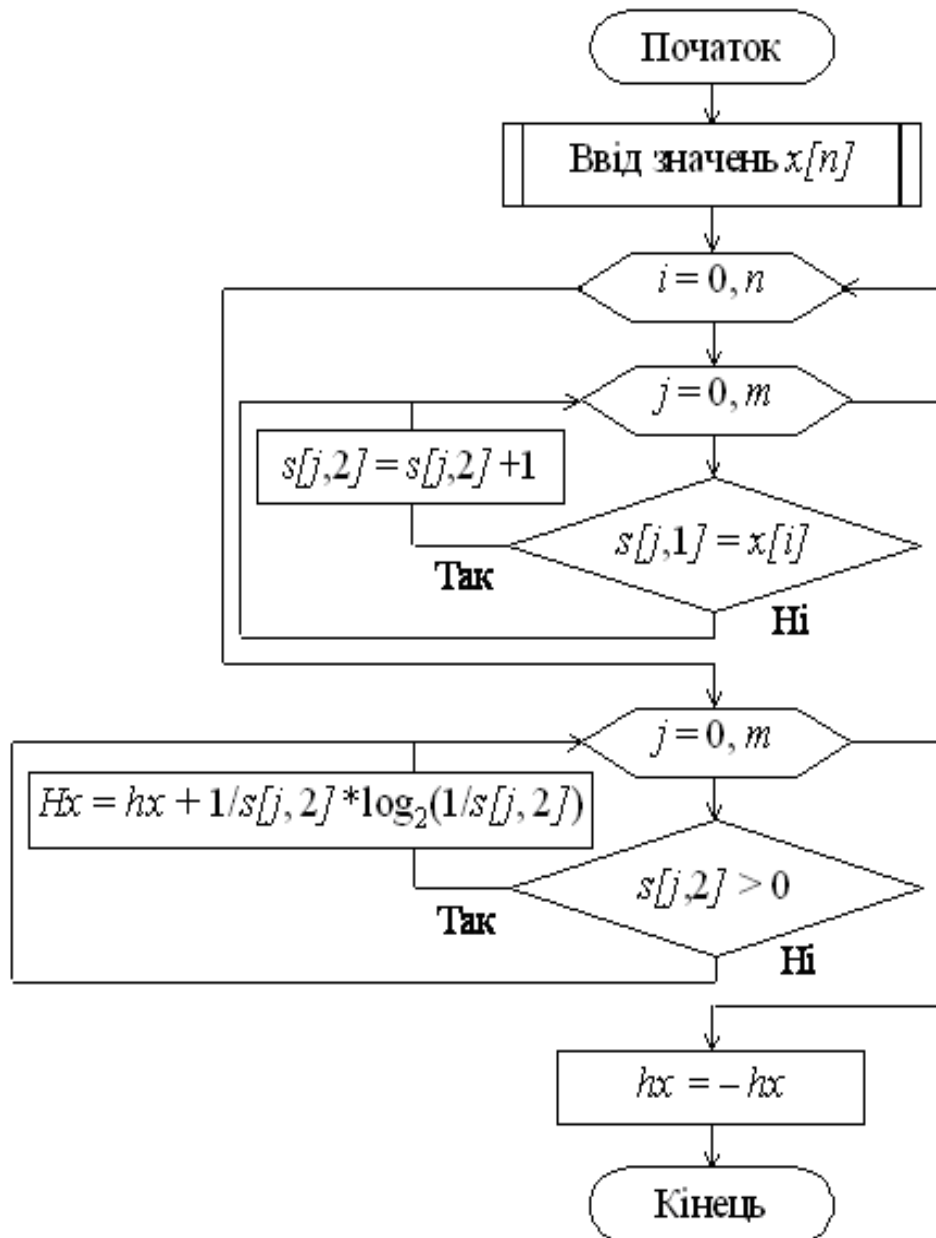 Початок
Ввід значень x[n]
i = 0, n
j = 0, m
s[j,2] = s[j,2] +1
s[j,1] = x[i]
Так
Ні
j = 0, m
Hx = hx + 1/s[j, 2]*log₂(1/s[j, 2])
s[j,2] > 0
Так
Ні
hx = – hx
Кінець